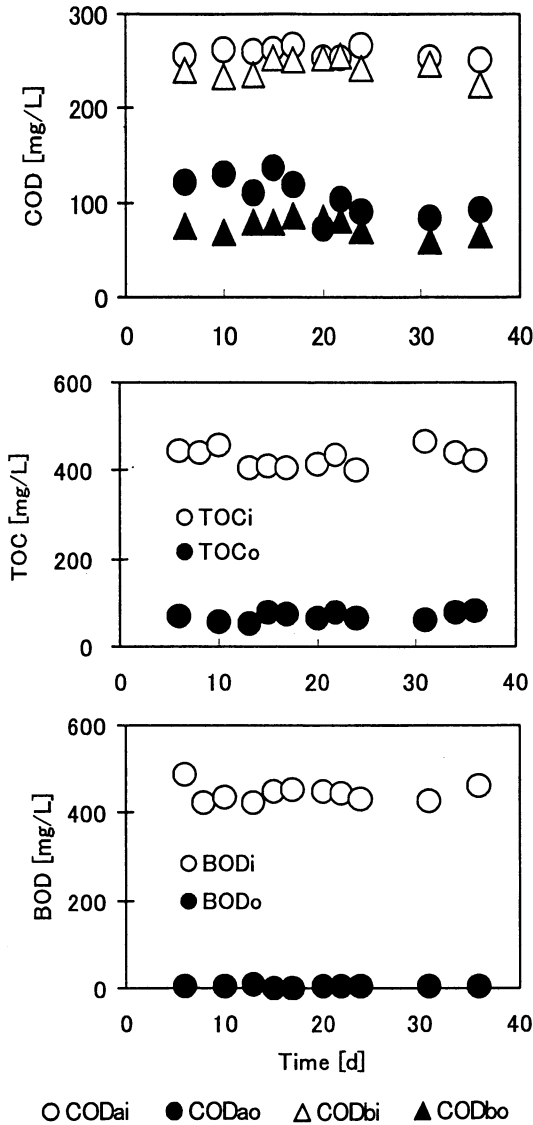 300
200
100
0
COD [mg/L]
0 10 20 30 40
600
400
200
0
TOC [mg/L]
○ TOCi
● TOCo
0 10 20 30 40
600
400
200
0
BOD [mg/L]
○ BODi
● BODo
0 10 20 30 40
Time [d]
○ CODai ● CODao △ CODbi ▲ CODbo